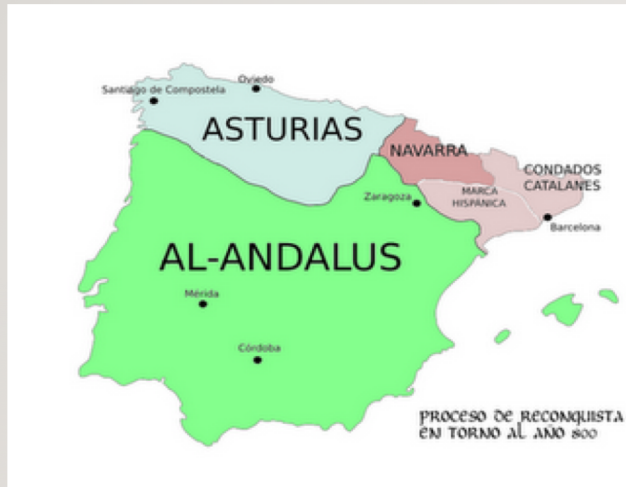 Oviedo
Santiago de Compostela
ASTURIAS
NAVARRA
CONDADOS
CATALANES
MARCA
HISPÁNICA
Zaragoza
Barcelona
AL-ANDALUS
Mérida
Córdoba
PROCESO DE RECONQUISTA
EN TORNO AL AÑO 800